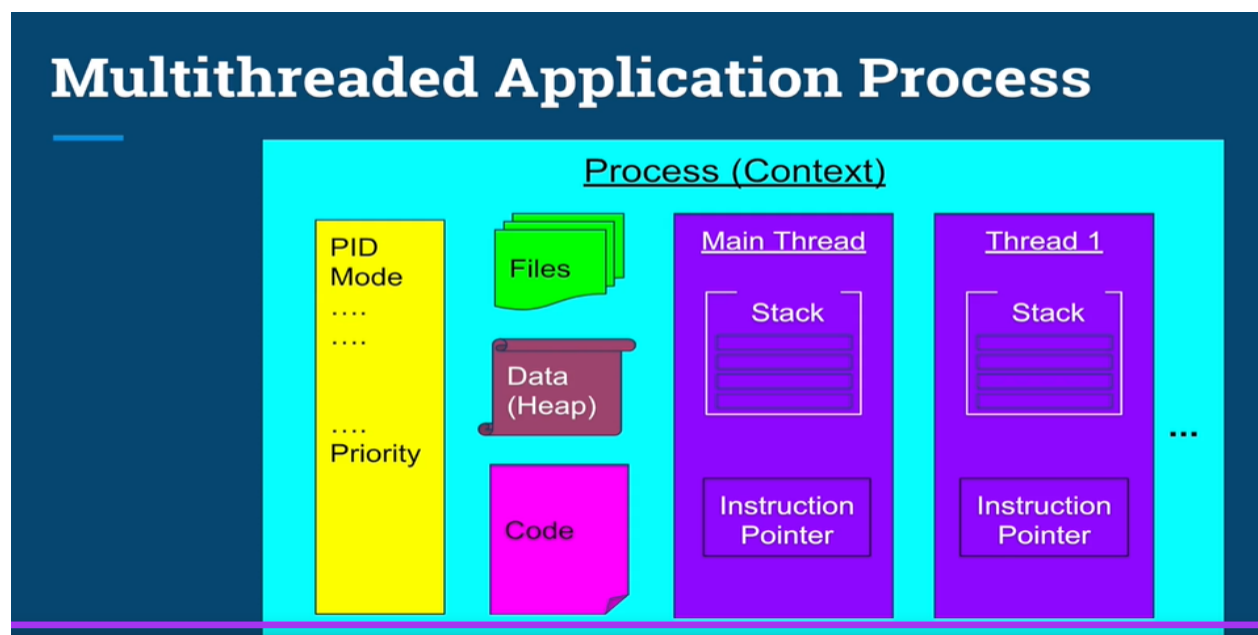 Multithreaded Application Process
Process (Context)
PID
Mode
....
....
....
Priority
Files
Data
(Heap)
Code
Main Thread
Stack
Instruction
Pointer
Thread 1
Stack
Instruction
Pointer
...